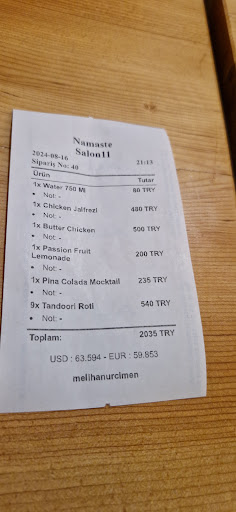 Namaste
Salon11
2024-08-16 21:13
Sipariş No: 40
Ürün Tutar
1x Water 750 Ml 80 TRY
• Not: -
1x Chicken Jalfrezi 480 TRY
• Not: -
1x Butter Chicken 500 TRY
• Not: -
1x Passion Fruit 200 TRY
Lemonade
• Not: -
1x Pina Colada Mocktail 235 TRY
• Not: -
9x Tandoori Roti 540 TRY
• Not: -
Toplam: 2035 TRY
USD : 63.594 - EUR : 59.853
melihanurcimen